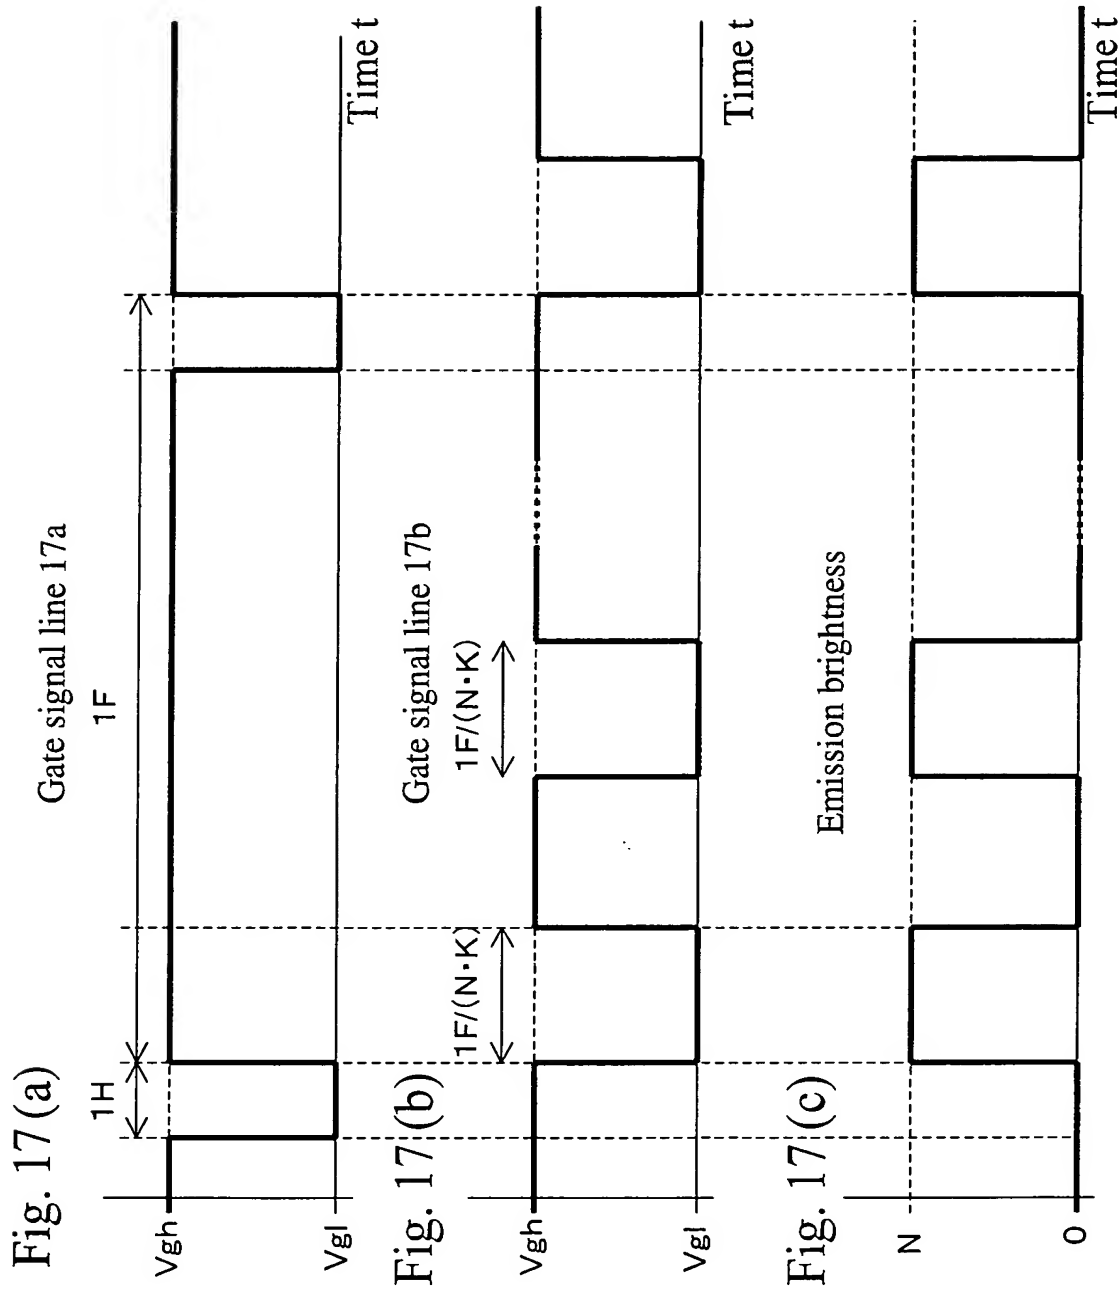 Fig. 17 (a)
Gate signal line 17a
1F
1H
Vgh
Vgl
Time t
Fig. 17 (b)
Gate signal line 17b
1F/(N·K)
1F/(N·K)
Vgh
Vgl
Time t
Fig. 17 (c)
Emission brightness
N
0
Time t